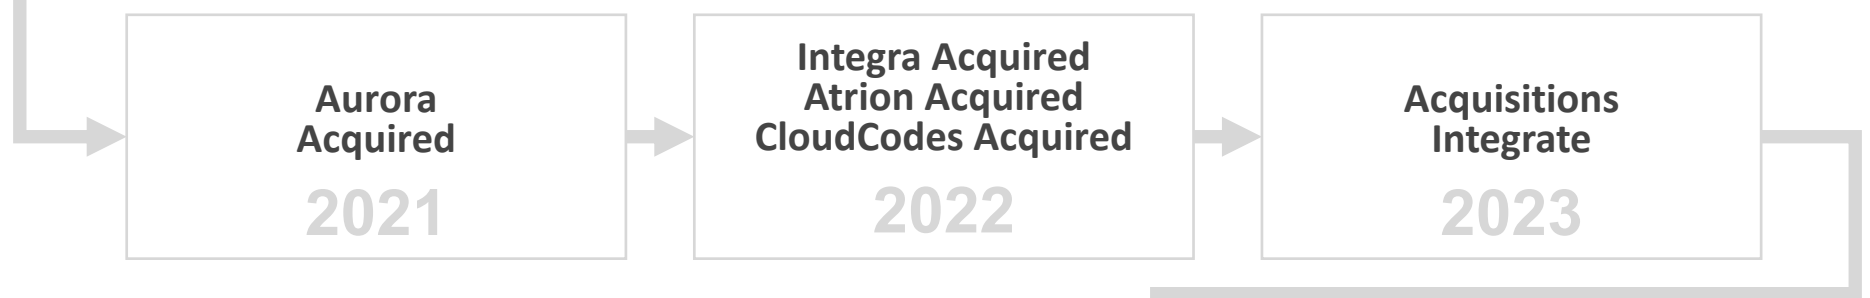 Aurora
Acquired
2021
Integra Acquired
Atrion Acquired
CloudCodes Acquired
2022
Acquisitions
Integrate
2023